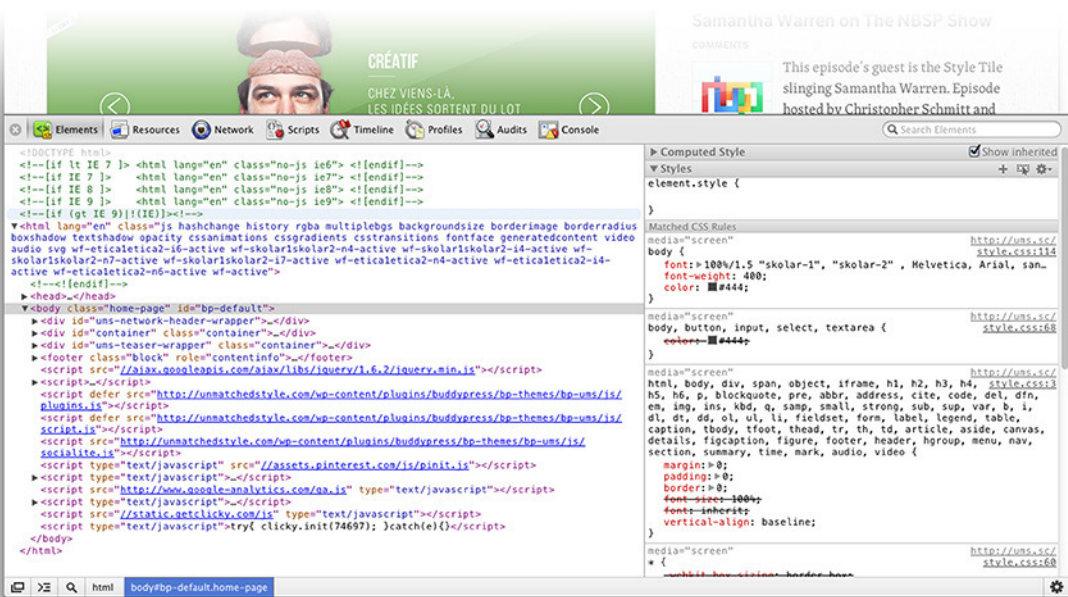 Samantha Warren on The NBSP Show
COMMENTS
CRÉATIF
CHEZ VIENS-LÀ,
LES IDÉES SORTENT DU LOT
This episode's guest is the Style Tile
slinging Samantha Warren. Episode
hosted by Christopher Schmitt and
Elements Resources Network Scripts Timeline Profiles Audits Console Search Elements
<!DOCTYPE html>
<!--[if lt IE 7 ]> <html lang="en" class="no-js ie6"> <![endif]-->
<!--[if IE 7 ]> <html lang="en" class="no-js ie7"> <![endif]-->
<!--[if IE 8 ]> <html lang="en" class="no-js ie8"> <![endif]-->
<!--[if IE 9 ]> <html lang="en" class="no-js ie9"> <![endif]-->
<!--[if (gt IE 9)|!(IE)]><!-->
▼<html lang="en" class="js hashchange history rgba multiplebgs backgroundsize borderimage borderradius
boxshadow textshadow opacity cssanimations cssgradients csstransitions fontface generatedcontent video
audio svg wf-etica1etica2-i6-active wf-skolar1skolar2-n4-active wf-skolar1skolar2-i4-active wf-
skolar1skolar2-n7-active wf-skolar1skolar2-i7-active wf-etica1etica2-n4-active wf-etica1etica2-i4-
active wf-etica1etica2-n6-active wf-active">
<!--<![endif]-->
▶<head>…</head>
▼<body class="home-page" id="bp-default">
▶<div id="ums-network-header-wrapper">…</div>
▶<div id="container" class="container">…</div>
▶<div id="ums-teaser-wrapper" class="container">…</div>
▶<footer class="block" role="contentinfo">…</footer>
<script src="//ajax.googleapis.com/ajax/libs/jquery/1.6.2/jquery.min.js"></script>
▶<script>…</script>
<script defer src="http://unmatchedstyle.com/wp-content/plugins/buddypress/bp-themes/bp-ums/js/
plugins.js"></script>
<script defer src="http://unmatchedstyle.com/wp-content/plugins/buddypress/bp-themes/bp-ums/js/
script.js"></script>
<script src="http://unmatchedstyle.com/wp-content/plugins/buddypress/bp-themes/bp-ums/js/
socialite.js"></script>
<script type="text/javascript" src="//assets.pinterest.com/js/pinit.js"></script>
▶<script type="text/javascript">…</script>
<script src="http://www.google-analytics.com/ga.js" type="text/javascript"></script>
▶<script type="text/javascript">…</script>
<script src="//static.getclicky.com/js" type="text/javascript"></script>
<script type="text/javascript">try{ clicky.init(74697); }catch(e){}</script>
</body>
</html>
▶ Computed Style Show inherited
▼ Styles
element.style {
}
Matched CSS Rules
media="screen" http://ums.sc/
body { style.css:114
font:▶100%/1.5 "skolar-1", "skolar-2" , Helvetica, Arial, san…
font-weight: 400;
color: #444;
}
media="screen" http://ums.sc/
body, button, input, select, textarea { style.css:68
color: #444;
}
media="screen" http://ums.sc/
html, body, div, span, object, iframe, h1, h2, h3, h4, style.css:3
h5, h6, p, blockquote, pre, abbr, address, cite, code, del, dfn,
em, img, ins, kbd, q, samp, small, strong, sub, sup, var, b, i,
dl, dt, dd, ol, ul, li, fieldset, form, label, legend, table,
caption, tbody, tfoot, thead, tr, th, td, article, aside, canvas,
details, figcaption, figure, footer, header, hgroup, menu, nav,
section, summary, time, mark, audio, video {
margin:▶0;
padding:▶0;
border:▶0;
font-size: 100%;
font: inherit;
vertical-align: baseline;
}
media="screen" http://ums.sc/
* { style.css:60
-webkit-box-sizing: border-box;
html body#bp-default.home-page